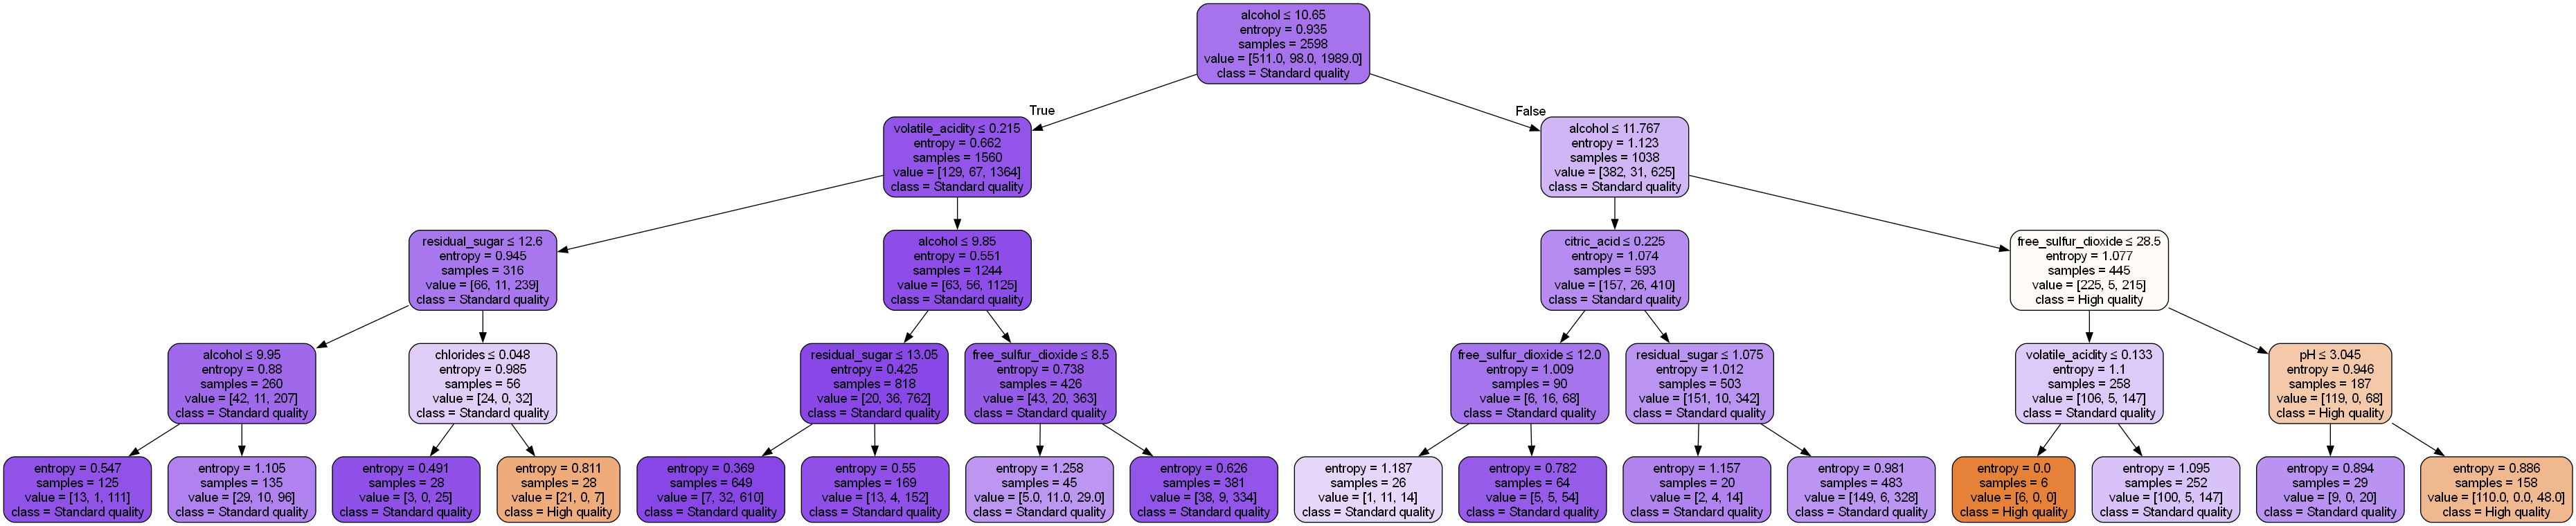 alcohol ≤ 10.65
entropy = 0.935
samples = 2598
value = [511.0, 98.0, 1989.0]
class = Standard quality
True
False
volatile_acidity ≤ 0.215
entropy = 0.662
samples = 1560
value = [129, 67, 1364]
class = Standard quality
alcohol ≤ 11.767
entropy = 1.123
samples = 1038
value = [382, 31, 625]
class = Standard quality
residual_sugar ≤ 12.6
entropy = 0.945
samples = 316
value = [66, 11, 239]
class = Standard quality
alcohol ≤ 9.85
entropy = 0.551
samples = 1244
value = [63, 56, 1125]
class = Standard quality
citric_acid ≤ 0.225
entropy = 1.074
samples = 593
value = [157, 26, 410]
class = Standard quality
free_sulfur_dioxide ≤ 28.5
entropy = 1.077
samples = 445
value = [225, 5, 215]
class = High quality
alcohol ≤ 9.95
entropy = 0.88
samples = 260
value = [42, 11, 207]
class = Standard quality
chlorides ≤ 0.048
entropy = 0.985
samples = 56
value = [24, 0, 32]
class = Standard quality
residual_sugar ≤ 13.05
entropy = 0.425
samples = 818
value = [20, 36, 762]
class = Standard quality
free_sulfur_dioxide ≤ 8.5
entropy = 0.738
samples = 426
value = [43, 20, 363]
class = Standard quality
free_sulfur_dioxide ≤ 12.0
entropy = 1.009
samples = 90
value = [6, 16, 68]
class = Standard quality
residual_sugar ≤ 1.075
entropy = 1.012
samples = 503
value = [151, 10, 342]
class = Standard quality
volatile_acidity ≤ 0.133
entropy = 1.1
samples = 258
value = [106, 5, 147]
class = Standard quality
pH ≤ 3.045
entropy = 0.946
samples = 187
value = [119, 0, 68]
class = High quality
entropy = 0.547
samples = 125
value = [13, 1, 111]
class = Standard quality
entropy = 1.105
samples = 135
value = [29, 10, 96]
class = Standard quality
entropy = 0.491
samples = 28
value = [3, 0, 25]
class = Standard quality
entropy = 0.811
samples = 28
value = [21, 0, 7]
class = High quality
entropy = 0.369
samples = 649
value = [7, 32, 610]
class = Standard quality
entropy = 0.55
samples = 169
value = [13, 4, 152]
class = Standard quality
entropy = 1.258
samples = 45
value = [5.0, 11.0, 29.0]
class = Standard quality
entropy = 0.626
samples = 381
value = [38, 9, 334]
class = Standard quality
entropy = 1.187
samples = 26
value = [1, 11, 14]
class = Standard quality
entropy = 0.782
samples = 64
value = [5, 5, 54]
class = Standard quality
entropy = 1.157
samples = 20
value = [2, 4, 14]
class = Standard quality
entropy = 0.981
samples = 483
value = [149, 6, 328]
class = Standard quality
entropy = 0.0
samples = 6
value = [6, 0, 0]
class = High quality
entropy = 1.095
samples = 252
value = [100, 5, 147]
class = Standard quality
entropy = 0.894
samples = 29
value = [9, 0, 20]
class = Standard quality
entropy = 0.886
samples = 158
value = [110.0, 0.0, 48.0]
class = High quality